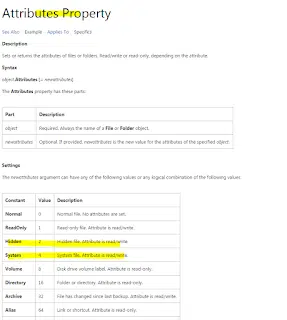 Attributes Property
See Also Example Applies To Specifics
Description
Sets or returns the attributes of files or folders. Read/write or read-only, depending on the attribute.
Syntax
object.Attributes [= newattributes]
The Attributes property has these parts:
Part Description
object Required. Always the name of a File or Folder object.
newattributes Optional. If provided, newattributes is the new value for the attributes of the specified object.
Settings
The newattributes argument can have any of the following values or any logical combination of the following values:
Constant Value Description
Normal 0 Normal file. No attributes are set.
ReadOnly 1 Read-only file. Attribute is read/write.
Hidden 2 Hidden file. Attribute is read/write.
System 4 System file. Attribute is read/write.
Volume 8 Disk drive volume label. Attribute is read-only.
Directory 16 Folder or directory. Attribute is read-only.
Archive 32 File has changed since last backup. Attribute is read/write.
Alias 64 Link or shortcut. Attribute is read-only.